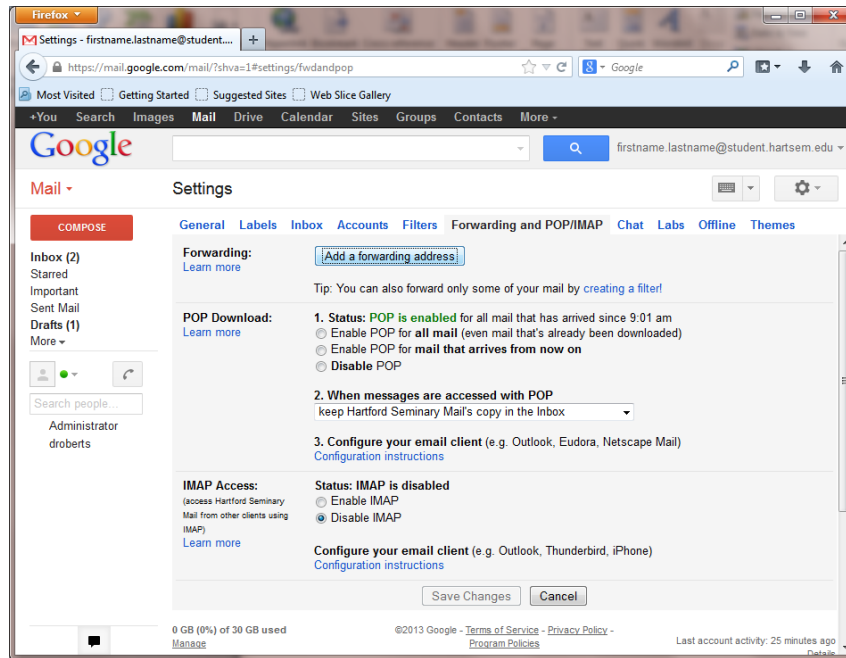 Firefox
Settings - firstname.lastname@student....
https://mail.google.com/mail/?shva=1#settings/fwdandpop
Google
Most Visited Getting Started Suggested Sites Web Slice Gallery
+You Search Images Mail Drive Calendar Sites Groups Contacts More
Google
firstname.lastname@student.hartsem.edu
Mail
Settings
COMPOSE
General Labels Inbox Accounts Filters Forwarding and POP/IMAP Chat Labs Offline Themes
Inbox (2)
Starred
Important
Sent Mail
Drafts (1)
More
Search people...
Administrator
droberts
Forwarding:
Learn more
Add a forwarding address
Tip: You can also forward only some of your mail by creating a filter!
POP Download:
Learn more
1. Status: POP is enabled for all mail that has arrived since 9:01 am
Enable POP for all mail (even mail that's already been downloaded)
Enable POP for mail that arrives from now on
Disable POP
2. When messages are accessed with POP
keep Hartford Seminary Mail's copy in the Inbox
3. Configure your email client (e.g. Outlook, Eudora, Netscape Mail)
Configuration instructions
IMAP Access:
(access Hartford Seminary
Mail from other clients using
IMAP)
Learn more
Status: IMAP is disabled
Enable IMAP
Disable IMAP
Configure your email client (e.g. Outlook, Thunderbird, iPhone)
Configuration instructions
Save Changes Cancel
0 GB (0%) of 30 GB used
Manage
©2013 Google - Terms of Service - Privacy Policy -
Program Policies
Last account activity: 25 minutes ago
Details